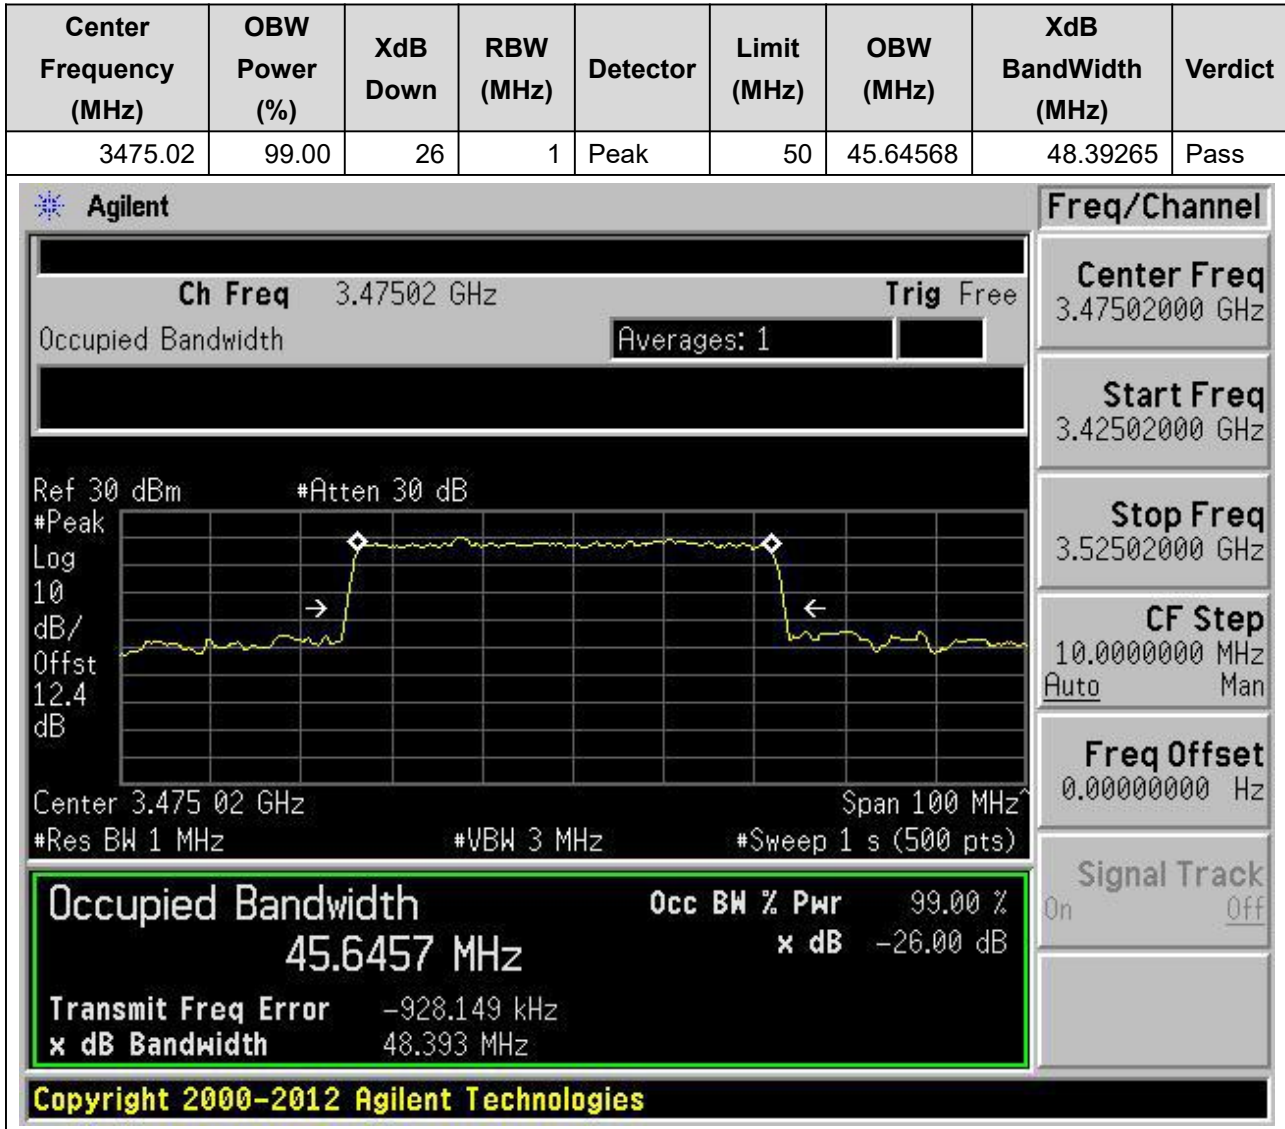 Center Frequency (MHz) OBW Power (%) XdB Down RBW (MHz) Detector Limit (MHz) OBW (MHz) XdB BandWidth (MHz) Verdict
3475.02 99.00 26 1 Peak 50 45.64568 48.39265 Pass
Agilent
Freq/Channel
Ch Freq 3.47502 GHz Trig Free
Occupied Bandwidth Averages: 1
Center Freq
3.47502000 GHz
Start Freq
3.42502000 GHz
Stop Freq
3.52502000 GHz
CF Step
10.0000000 MHz
Auto Man
Freq Offset
0.00000000 Hz
Signal Track
On Off
Ref 30 dBm #Atten 30 dB
#Peak
Log
10
dB/
Offst
12.4
dB
Center 3.475 02 GHz Span 100 MHz^
#Res BW 1 MHz #VBW 3 MHz #Sweep 1 s (500 pts)
Occupied Bandwidth
45.6457 MHz
Occ BW % Pwr 99.00 %
x dB -26.00 dB
Transmit Freq Error -928.149 kHz
x dB Bandwidth 48.393 MHz
Copyright 2000-2012 Agilent Technologies